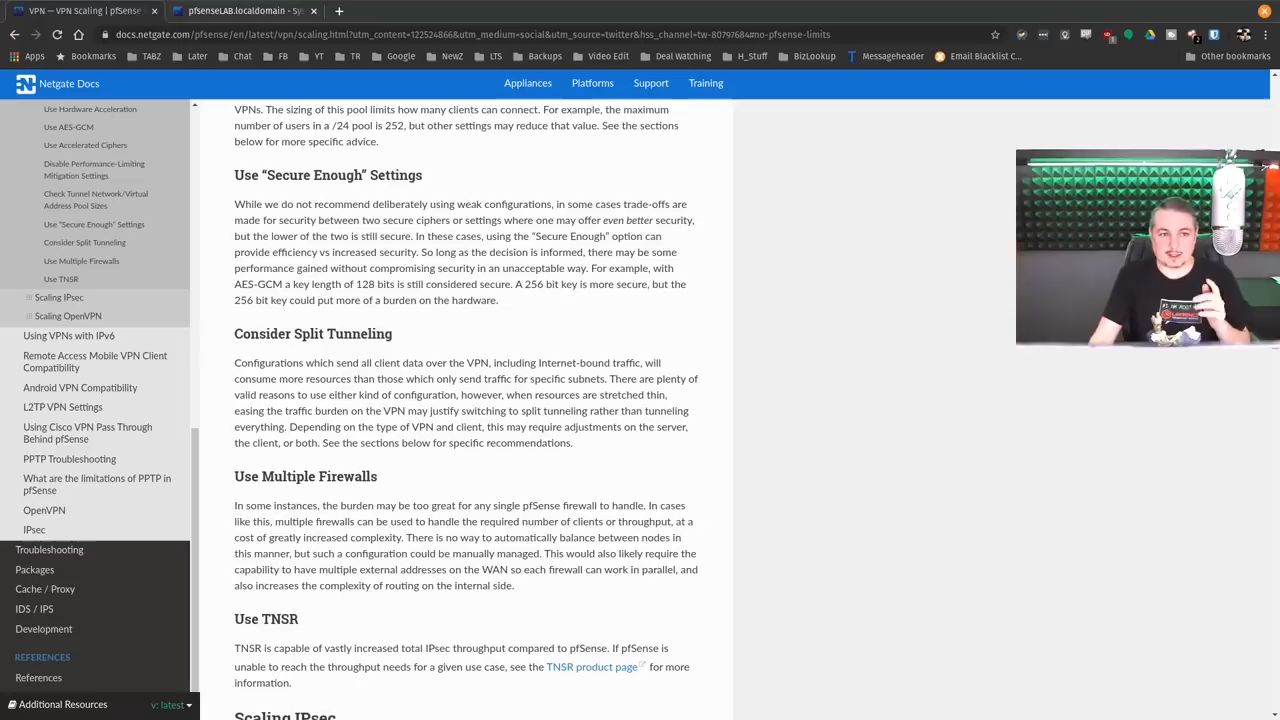 VPN — VPN Scaling | pfSens
pfsenseLAB.localdomain -
docs.netgate.com/pfsense/en/latest/vpn/scaling.html?utm_content=122524866&utm_medium=social&utm_source=twitter&hss_channel=tw-80797684#no-pfsense-limits
Apps Bookmarks TABZ Later Chat FB YT TR Google NewZ LTS Backups Video Edit Deal Watching H_Stuff BizLookup Messageheader Email Blacklist C... Other bookmarks
Netgate Docs
Appliances Platforms Support Training
Use Hardware Acceleration
Use AES-GCM
Use Accelerated Ciphers
Disable Performance-Limiting
Mitigation Settings
Check Tunnel Network/Virtual
Address Pool Sizes
Use “Secure Enough” Settings
Consider Split Tunneling
Use Multiple Firewalls
Use TNSR
Scaling IPsec
Scaling OpenVPN
Using VPNs with IPv6
Remote Access Mobile VPN Client
Compatibility
Android VPN Compatibility
L2TP VPN Settings
Using Cisco VPN Pass Through
Behind pfSense
PPTP Troubleshooting
What are the limitations of PPTP in
pfSense
OpenVPN
IPsec
Troubleshooting
Packages
Cache / Proxy
IDS / IPS
Development
REFERENCES
References
Additional Resources v: latest
VPNs. The sizing of this pool limits how many clients can connect. For example, the maximum
number of users in a /24 pool is 252, but other settings may reduce that value. See the sections
below for more specific advice.
Use “Secure Enough” Settings
While we do not recommend deliberately using weak configurations, in some cases trade-offs are
made for security between two secure ciphers or settings where one may offer even better security,
but the lower of the two is still secure. In these cases, using the “Secure Enough” option can
provide efficiency vs increased security. So long as the decision is informed, there may be some
performance gained without compromising security in an unacceptable way. For example, with
AES-GCM a key length of 128 bits is still considered secure. A 256 bit key is more secure, but the
256 bit key could put more of a burden on the hardware.
Consider Split Tunneling
Configurations which send all client data over the VPN, including Internet-bound traffic, will
consume more resources than those which only send traffic for specific subnets. There are plenty of
valid reasons to use either kind of configuration, however, when resources are stretched thin,
easing the traffic burden on the VPN may justify switching to split tunneling rather than tunneling
everything. Depending on the type of VPN and client, this may require adjustments on the server,
the client, or both. See the sections below for specific recommendations.
Use Multiple Firewalls
In some instances, the burden may be too great for any single pfSense firewall to handle. In cases
like this, multiple firewalls can be used to handle the required number of clients or throughput, at a
cost of greatly increased complexity. There is no way to automatically balance between nodes in
this manner, but such a configuration could be manually managed. This would also likely require the
capability to have multiple external addresses on the WAN so each firewall can work in parallel, and
also increases the complexity of routing on the internal side.
Use TNSR
TNSR is capable of vastly increased total IPsec throughput compared to pfSense. If pfSense is
unable to reach the throughput needs for a given use case, see the TNSR product page for more
information.
Scaling IPsec